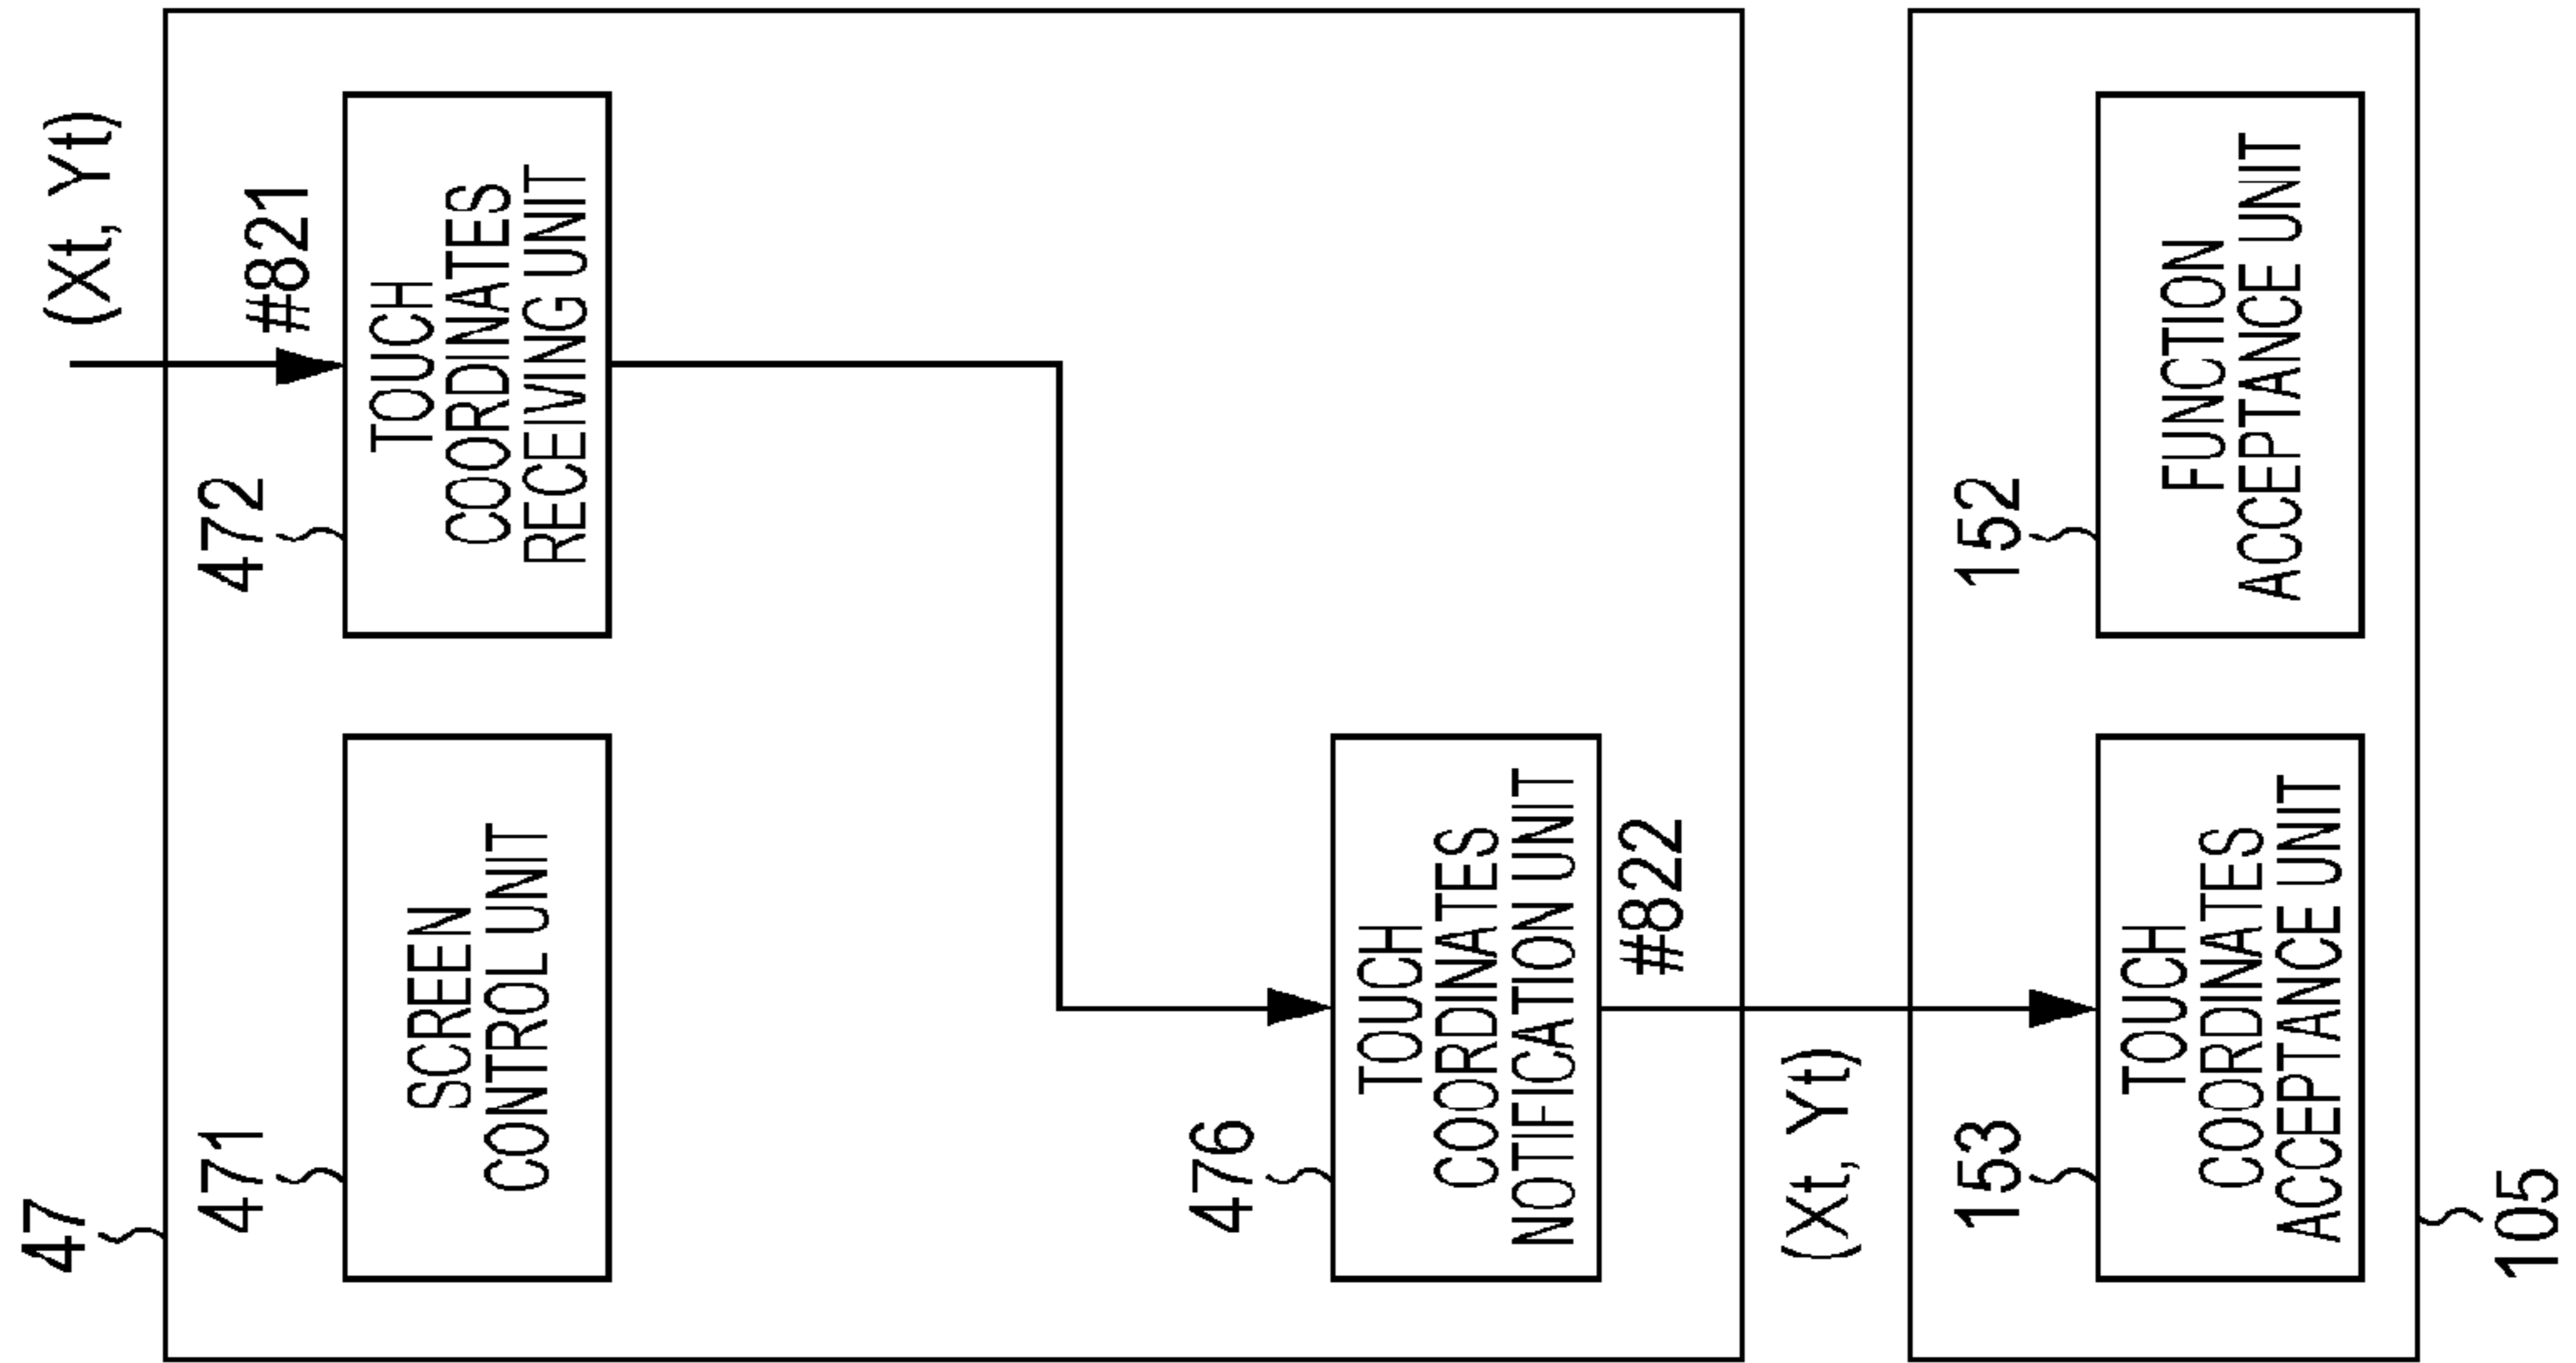 47
471
SCREEN
CONTROL UNIT
472
(Xt, Yt)
#821
TOUCH
COORDINATES
RECEIVING UNIT
476
TOUCH
COORDINATES
NOTIFICATION UNIT
#822
(Xt, Yt)
153
TOUCH
COORDINATES
ACCEPTANCE UNIT
152
FUNCTION
ACCEPTANCE UNIT
105